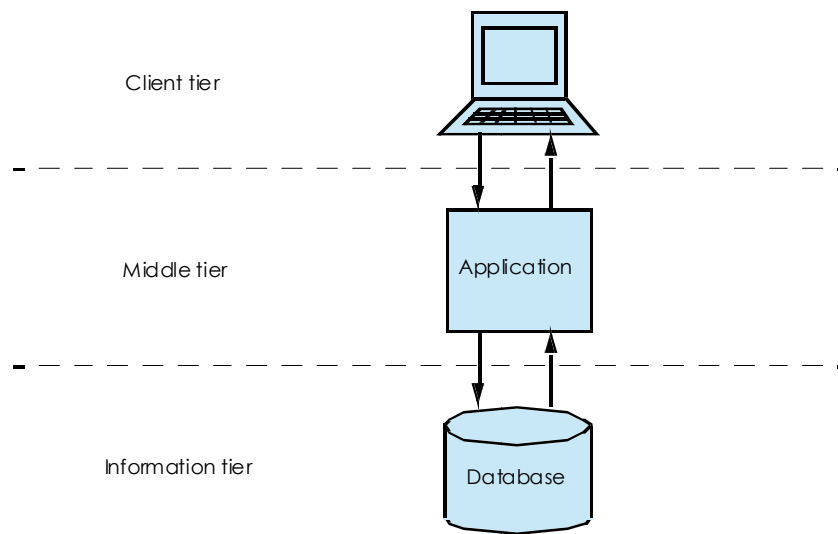 Client tier
Middle tier
Application
Information tier
Database